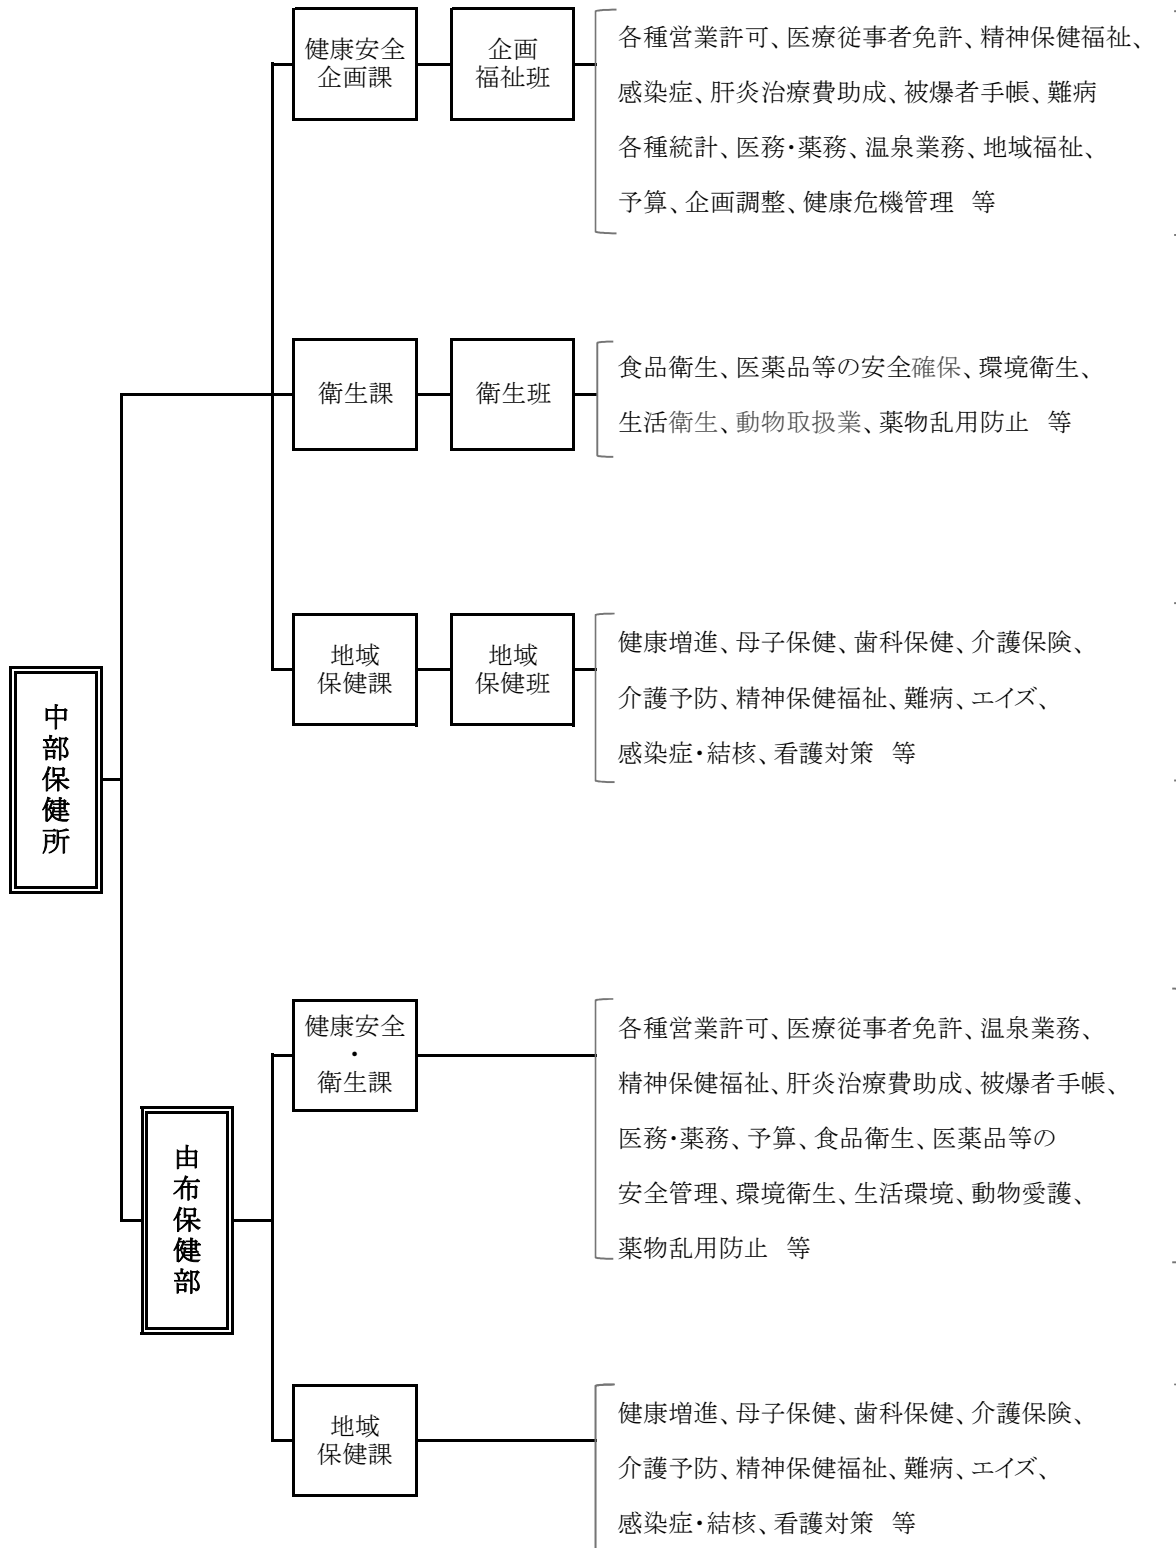 健康安全
企画課
企画
福祉班
各種営業許可、医療従事者免許、精神保健福祉、
感染症、肝炎治療費助成、被爆者手帳、難病
各種統計、医務・薬務、温泉業務、地域福祉、
予算、企画調整、健康危機管理　等
衛生課
衛生班
食品衛生、医薬品等の安全確保、環境衛生、
生活衛生、動物取扱業、薬物乱用防止　等
地域
保健課
地域
保健班
健康増進、母子保健、歯科保健、介護保険、
介護予防、精神保健福祉、難病、エイズ、
感染症・結核、看護対策　等
中部保健所
健康安全
・
衛生課
各種営業許可、医療従事者免許、温泉業務、
精神保健福祉、肝炎治療費助成、被爆者手帳、
医務・薬務、予算、食品衛生、医薬品等の
安全管理、環境衛生、生活環境、動物愛護、
薬物乱用防止　等
由布保健部
地域
保健課
健康増進、母子保健、歯科保健、介護保険、
介護予防、精神保健福祉、難病、エイズ、
感染症・結核、看護対策　等